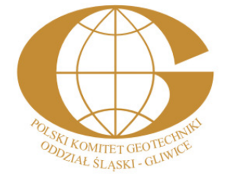 POLSKI KOMITET GEOTECHNIKI
ODDZIAŁ ŚLĄSKI - GLIWICE